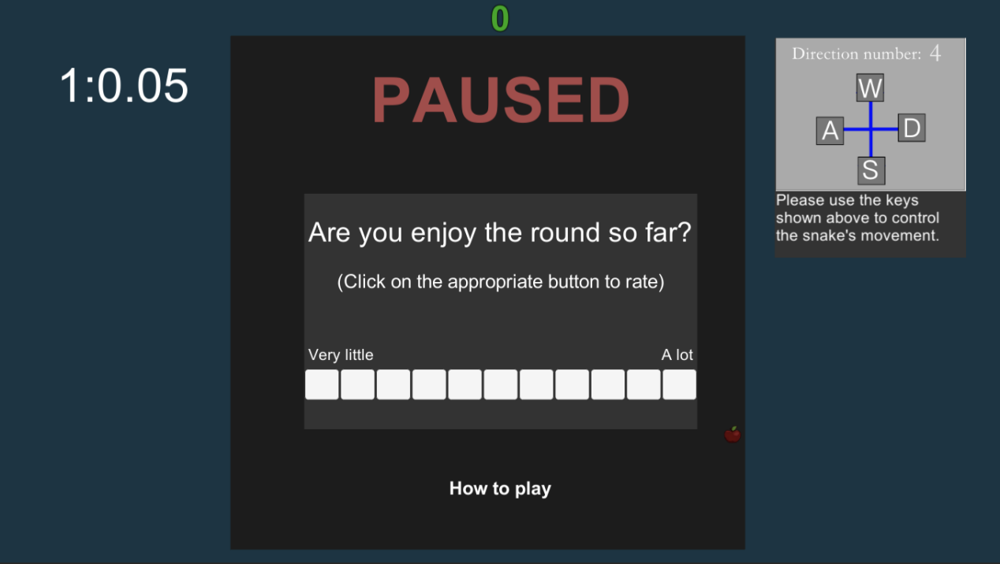 0
1:0.05
PAUSED
Are you enjoy the round so far?
(Click on the appropriate button to rate)
Very little
A lot
How to play
Direction number: 4
W
A
D
S
Please use the keys
shown above to control
the snake's movement.